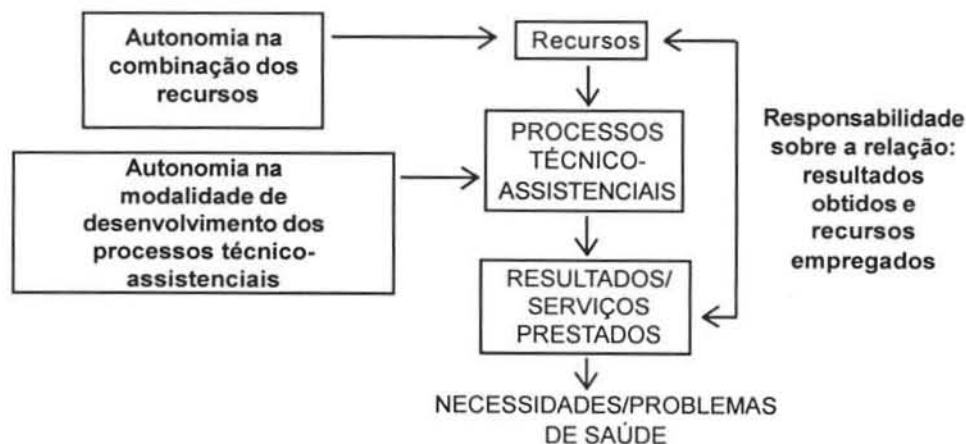 Autonomia na
combinação dos
recursos
Recursos
Autonomia na
modalidade de
desenvolvimento dos
processos técnico-
assistenciais
PROCESSOS
TÉCNICO-
ASSISTENCIAIS
Responsabilidade
sobre a relação:
resultados
obtidos e
recursos
empregados
RESULTADOS/
SERVIÇOS
PRESTADOS
NECESSIDADES/PROBLEMAS
DE SAÚDE